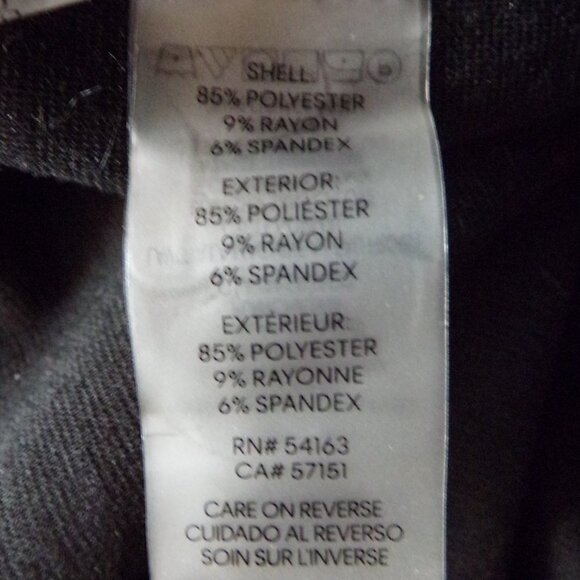 SHELL:
85% POLYESTER
9% RAYON
6% SPANDEX
EXTERIOR:
85% POLIÉSTER
9% RAYON
6% SPANDEX
EXTÉRIEUR:
85% POLYESTER
9% RAYONNE
6% SPANDEX
RN# 54163
CA# 57151
CARE ON REVERSE
CUIDADO AL REVERSO
SOIN SUR L'INVERSE